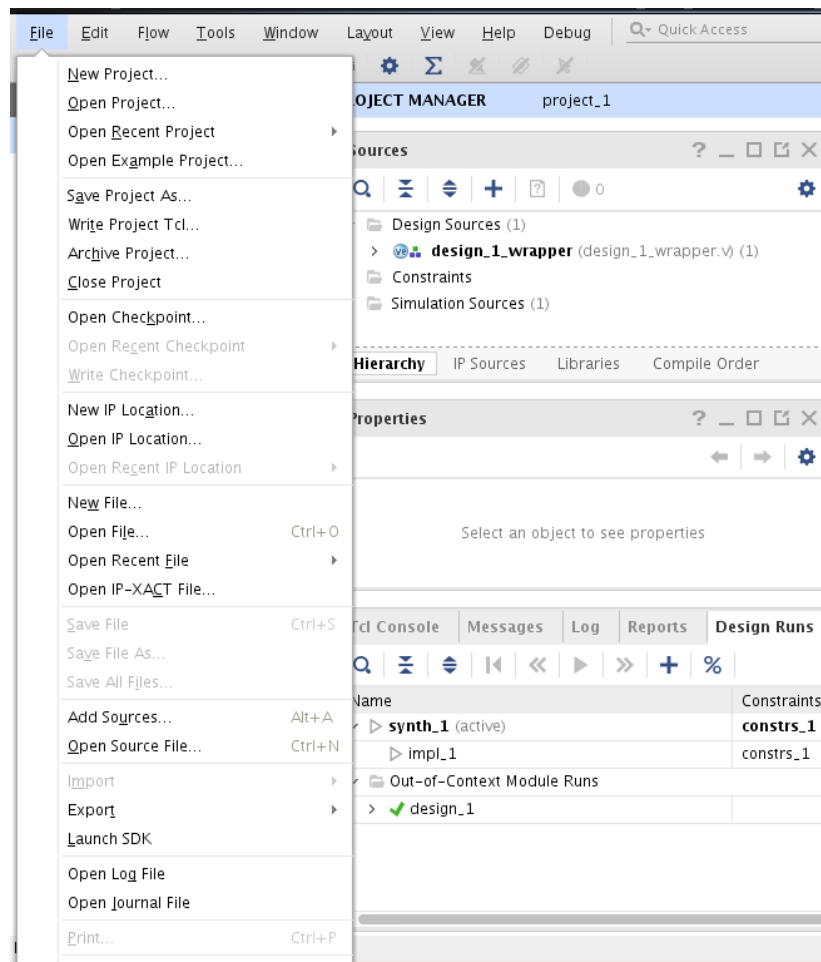 File Edit Flow Tools Window Layout View Help Debug Quick Access
New Project...
Open Project...
Open Recent Project
Open Example Project...
Save Project As...
Write Project Tcl...
Archive Project...
Close Project
Open Checkpoint...
Open Recent Checkpoint
Write Checkpoint...
New IP Location...
Open IP Location...
Open Recent IP Location
New File...
Open File... Ctrl+O
Open Recent File
Open IP-XACT File...
Save File Ctrl+S
Save File As...
Save All Files...
Add Sources... Alt+A
Open Source File... Ctrl+N
Import
Export
Launch SDK
Open Log File
Open Journal File
Print... Ctrl+P
OJECT MANAGER project_1
Sources
0
Design Sources (1)
design_1_wrapper (design_1_wrapper.v) (1)
Constraints
Simulation Sources (1)
Hierarchy IP Sources Libraries Compile Order
Properties
Select an object to see properties
Tcl Console Messages Log Reports Design Runs
Name Constraints
synth_1 (active) constrs_1
impl_1 constrs_1
Out-of-Context Module Runs
design_1